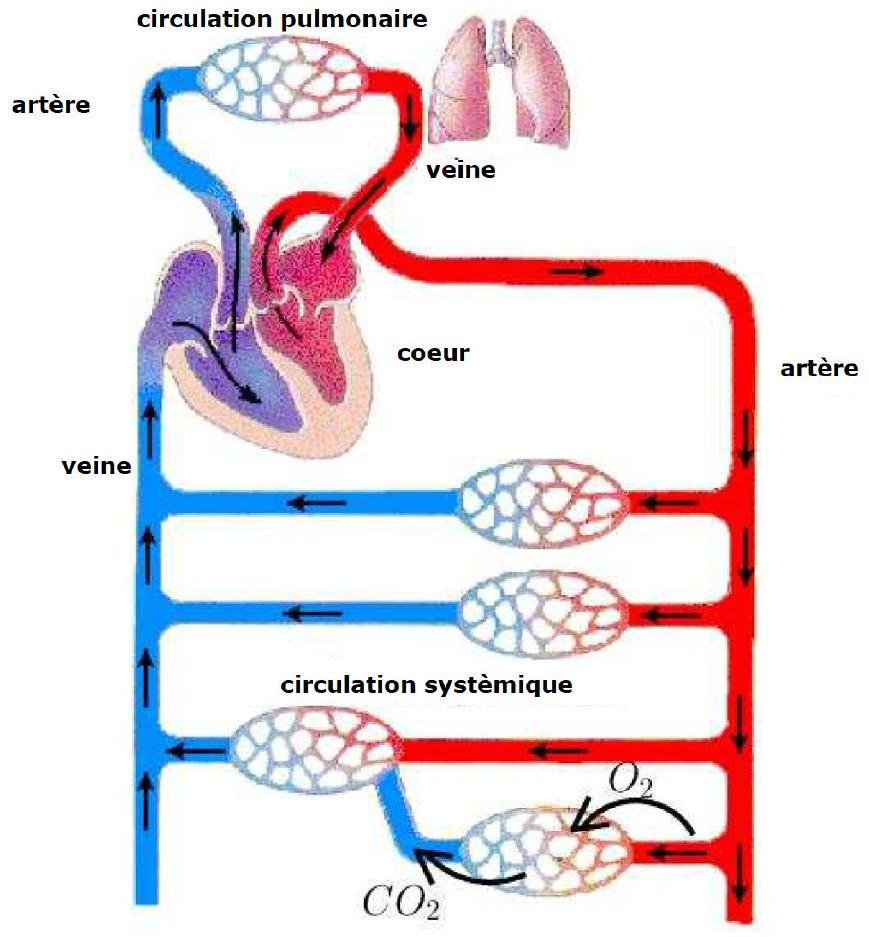 circulation pulmonaire
artère
veine
coeur
artère
veine
circulation systèmique
O₂
CO₂